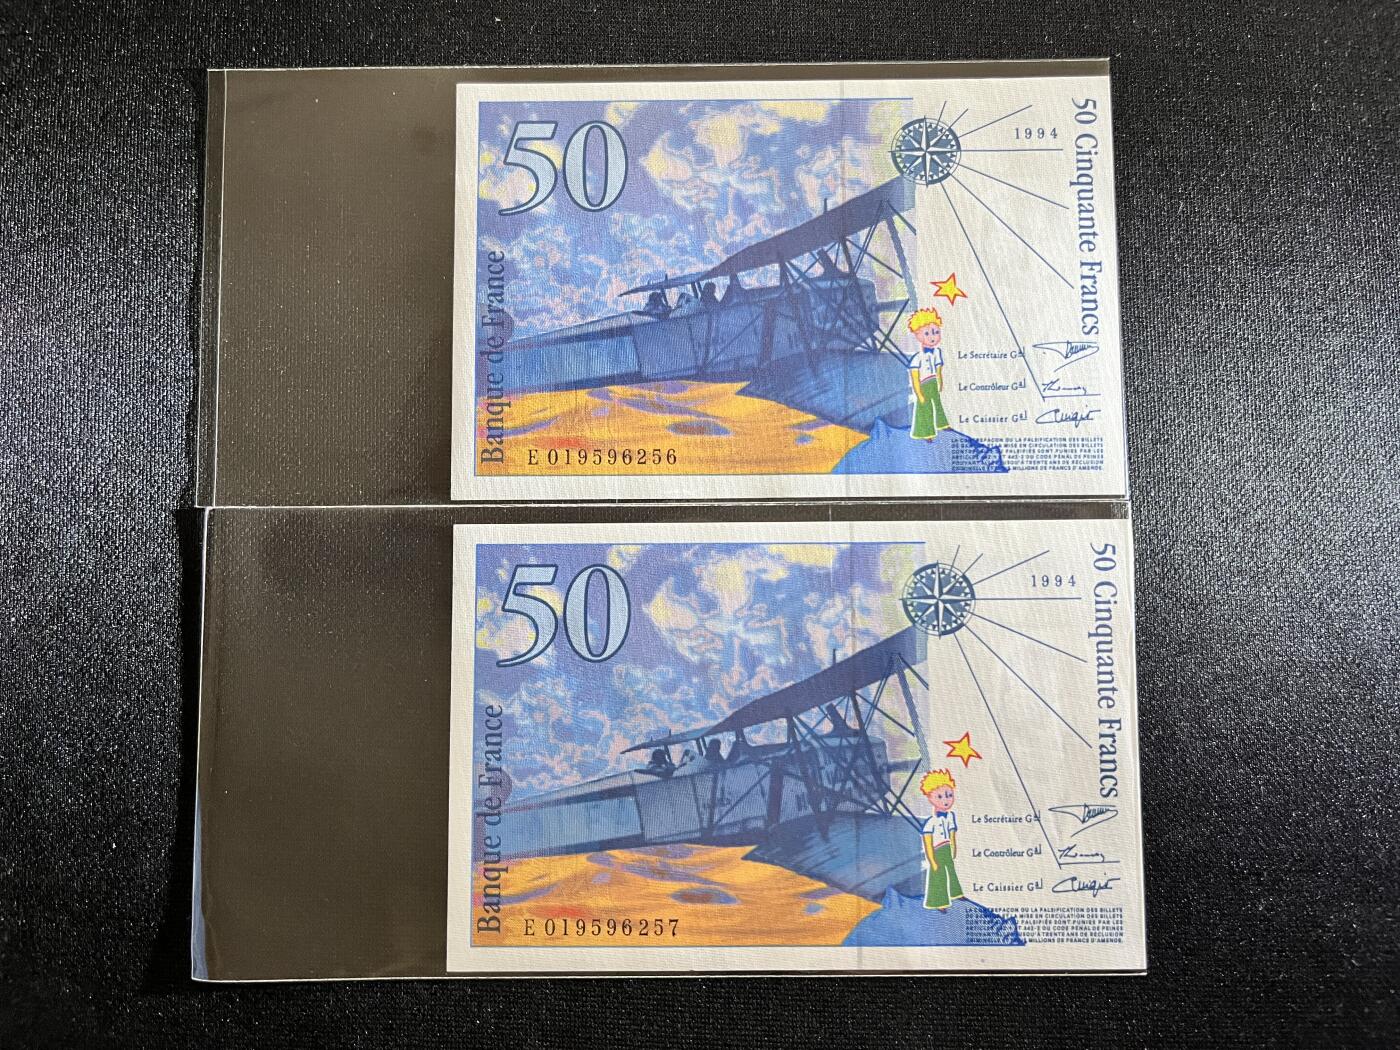 50
1994
50 Cinquante Francs
Banque de France
Le Secrétaire Gal
Le Contrôleur Gal
Le Caissier Gal
E 019596256
50
1994
50 Cinquante Francs
Banque de France
Le Secrétaire Gal
Le Contrôleur Gal
Le Caissier Gal
E 019596257